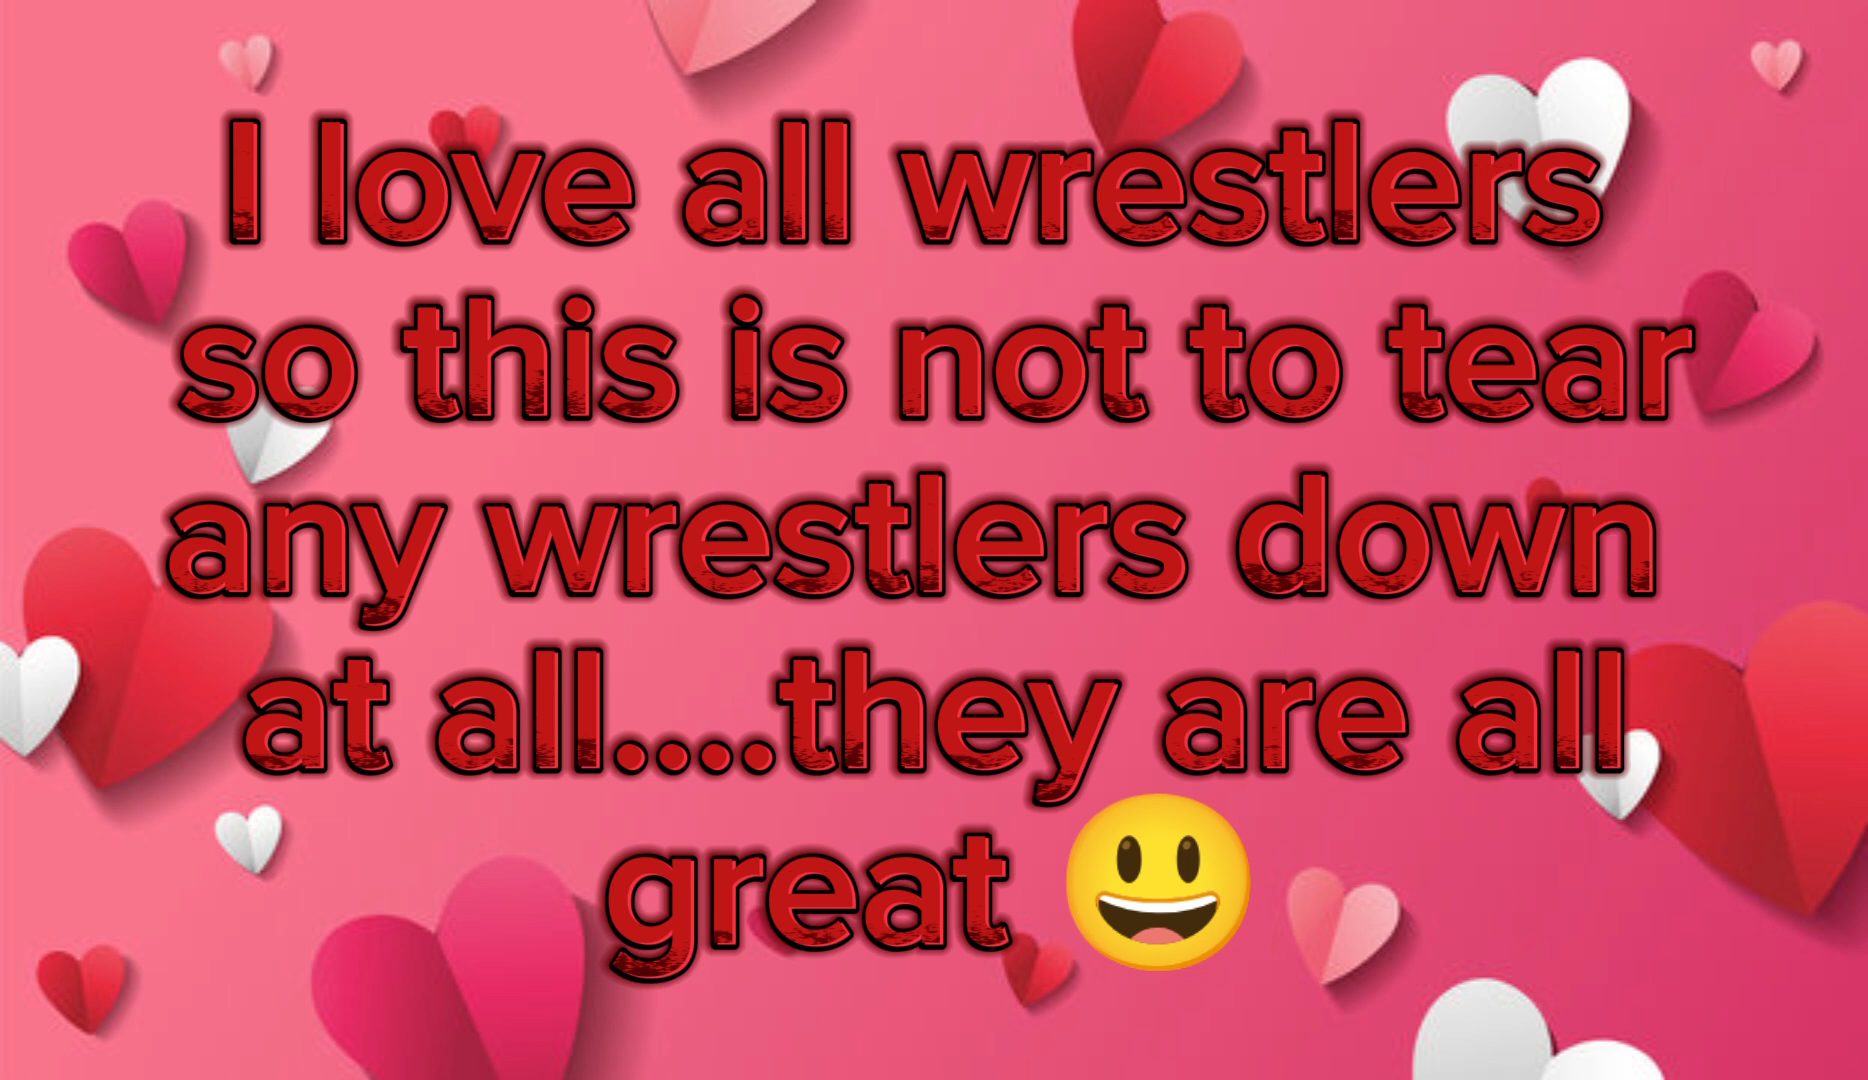 I love all wrestlers
so this is not to tear
any wrestlers down
at all....they are all
great 😃